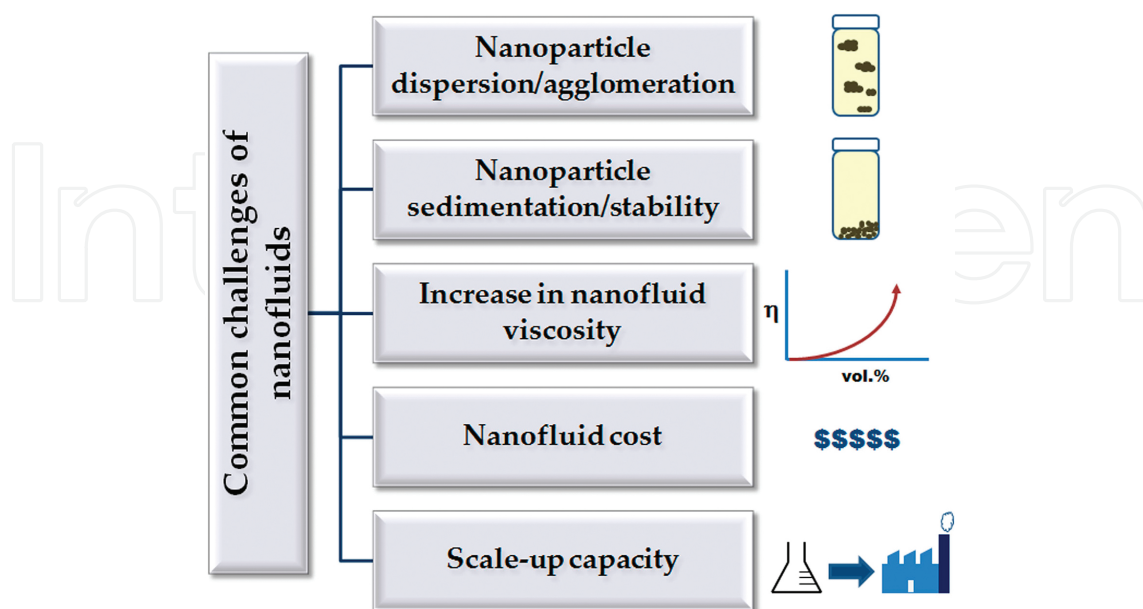 Common challenges of
nanofluids
Nanoparticle
dispersion/agglomeration
Nanoparticle
sedimentation/stability
Increase in nanofluid
viscosity
η
vol.%
Nanofluid cost
$$$$$
Scale-up capacity